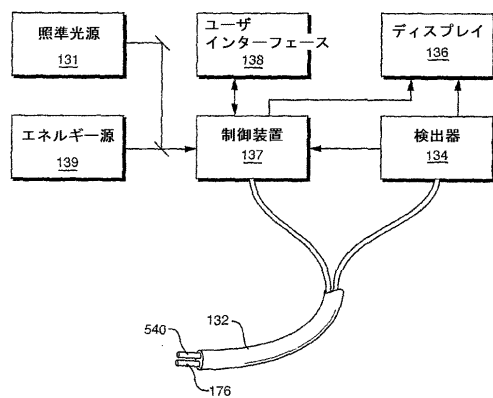 照準光源
131
ユーザ
インターフェース
138
ディスプレイ
136
エネルギー源
139
制御装置
137
検出器
134
540
132
176